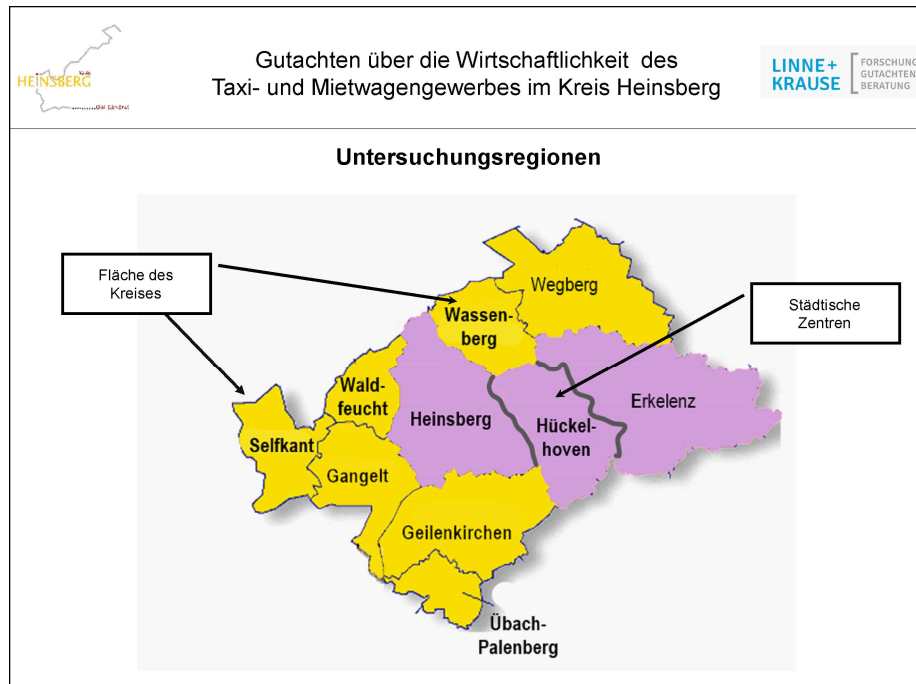 HEINSBERG
Gutachten über die Wirtschaftlichkeit des
Taxi- und Mietwagengewerbes im Kreis Heinsberg
LINNE+
KRAUSE
FORSCHUNG
GUTACHTEN
BERATUNG
Untersuchungsregionen
Fläche des
Kreises
Städtische
Zentren
Wegberg
Wassen-
berg
Wald-
feucht
Heinsberg
Hückel-
hoven
Erkelenz
Selfkant
Gangelt
Geilenkirchen
Übach-
Palenberg